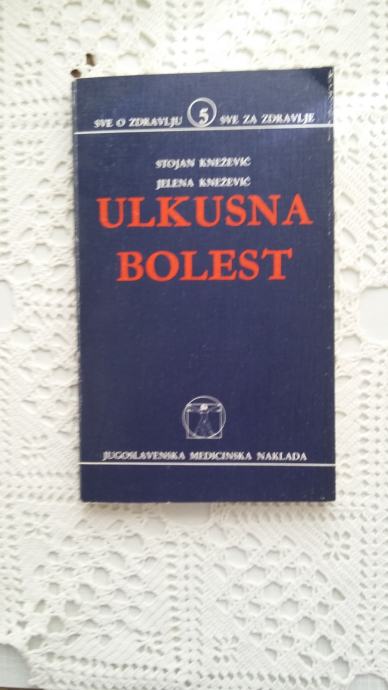 SVE O ZDRAVLJU 5 SVE ZA ZDRAVLJE
STOJAN KNEŽEVIĆ
JELENA KNEŽEVIĆ
ULKUSNA
BOLEST
JUGOSLAVENSKA MEDICINSKA NAKLADA